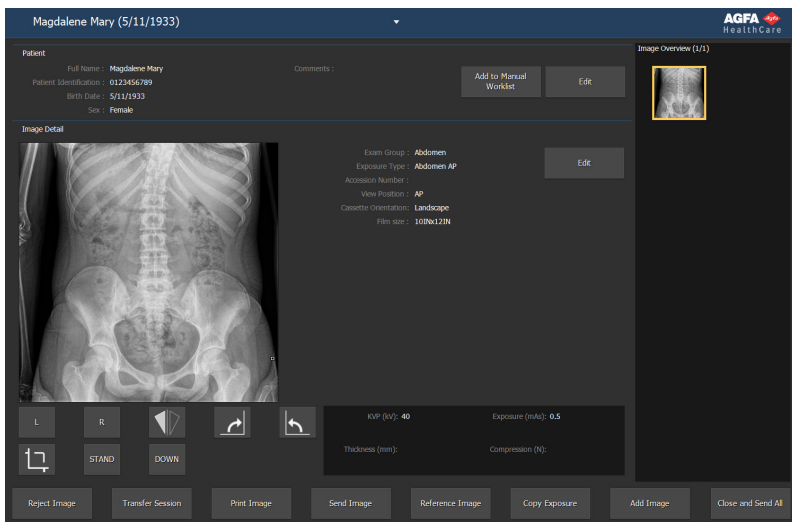 Magdalene Mary (5/11/1933)
AGFA
HealthCare
Patient
Full Name : Magdalene Mary
Comments :
Patient Identification : 0123456789
Birth Date : 5/11/1933
Sex : Female
Add to Manual
Worklist
Edit
Image Overview (1/1)
Image Detail
Exam Group : Abdomen
Exposure Type : Abdomen AP
Accession Number :
View Position : AP
Cassette Orientation: Landscape
Film size : 10INx12IN
Edit
L
R
STAND
DOWN
KVP (kV): 40
Exposure (mAs): 0.5
Thickness (mm):
Compression (N):
Reject Image
Transfer Session
Print Image
Send Image
Reference Image
Copy Exposure
Add Image
Close and Send All